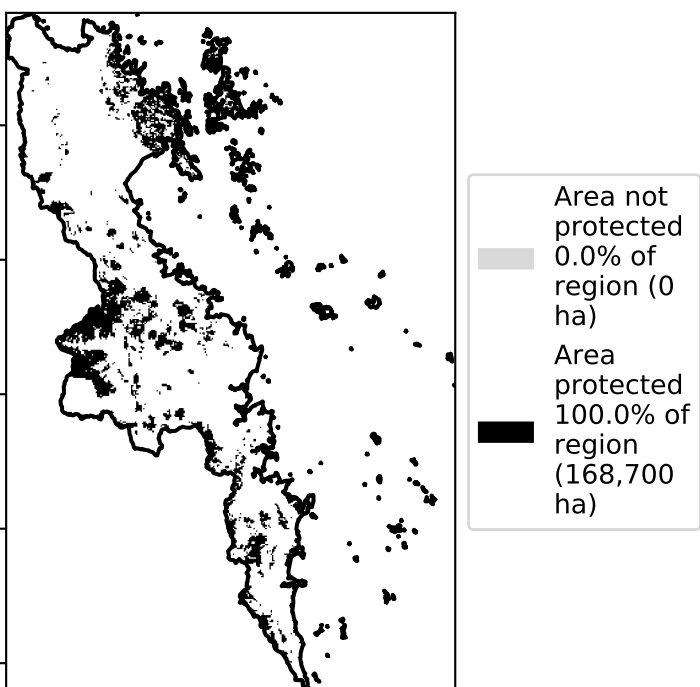 Area not
protected
0.0% of
region (0
ha)
Area
protected
100.0% of
region
(168,700
ha)